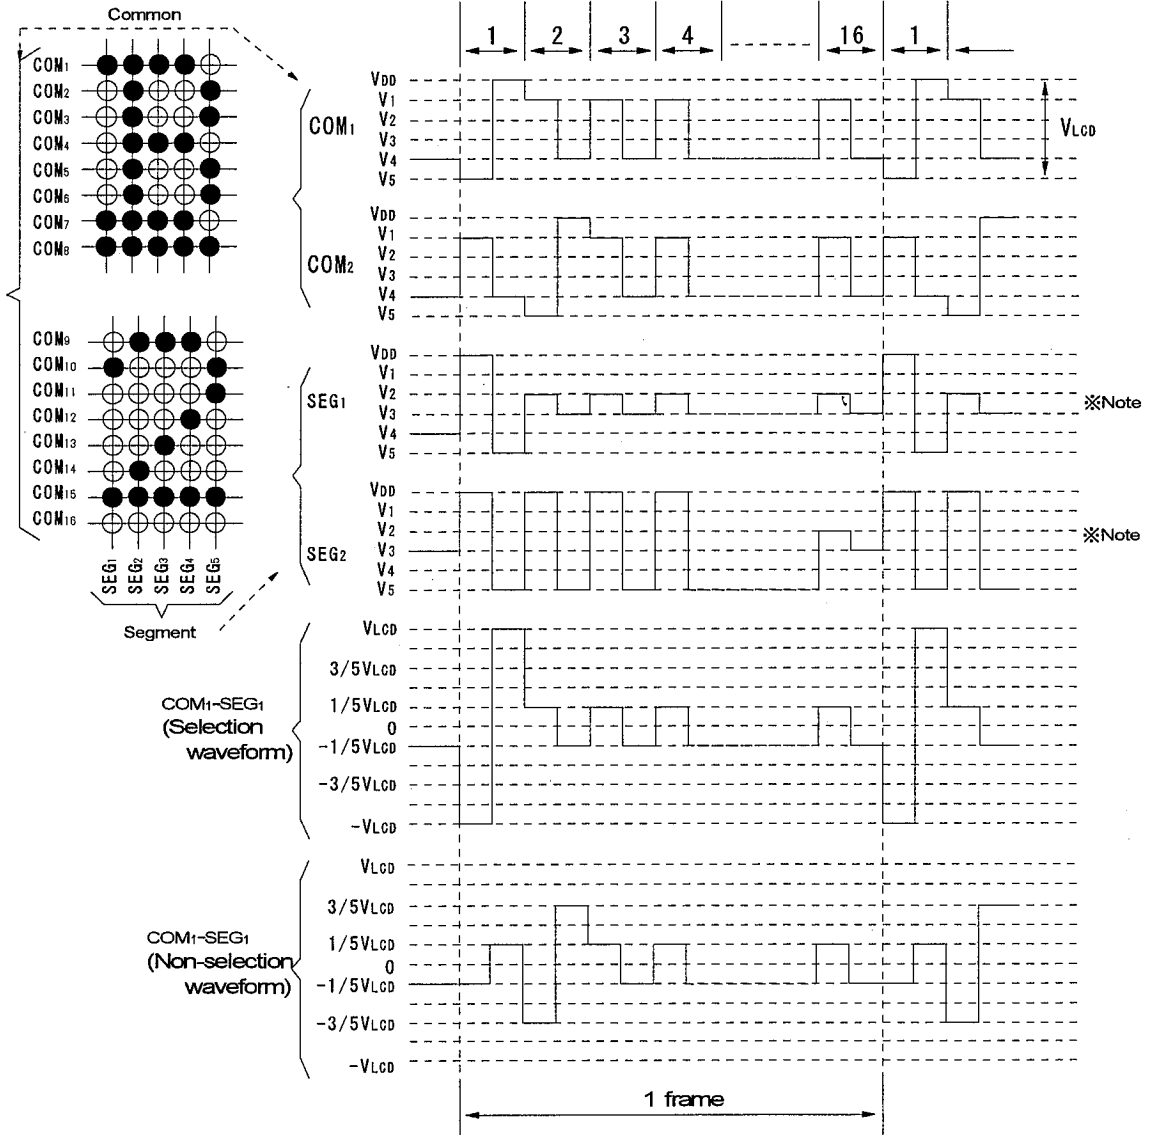 Common
1 2 3 4 16 1
COM1
COM2
COM3
COM4
COM5
COM6
COM7
COM8
COM9
COM10
COM11
COM12
COM13
COM14
COM15
COM16
SEG1 SEG2 SEG3 SEG4 SEG5
Segment
COM1
VDD
V1
V2
V3
V4
V5
VLCD
COM2
VDD
V1
V2
V3
V4
V5
SEG1
VDD
V1
V2
V3
V4
V5
※Note
SEG2
VDD
V1
V2
V3
V4
V5
※Note
COM1-SEG1
(Selection
waveform)
VLCD
3/5VLCD
1/5VLCD
0
-1/5VLCD
-3/5VLCD
-VLCD
COM1-SEG1
(Non-selection
waveform)
VLCD
3/5VLCD
1/5VLCD
0
-1/5VLCD
-3/5VLCD
-VLCD
1 frame